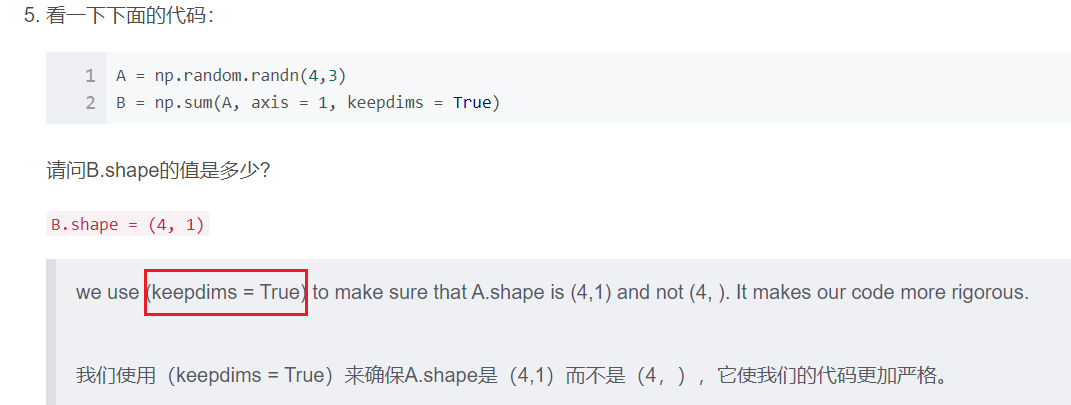 5. 看一下下面的代码：
1 A = np.random.randn(4,3)
2 B = np.sum(A, axis = 1, keepdims = True)
请问B.shape的值是多少？
B.shape = (4, 1)
we use (keepdims = True) to make sure that A.shape is (4,1) and not (4, ). It makes our code more rigorous.
我们使用（keepdims = True）来确保A.shape是（4,1）而不是（4，），它使我们的代码更加严格。